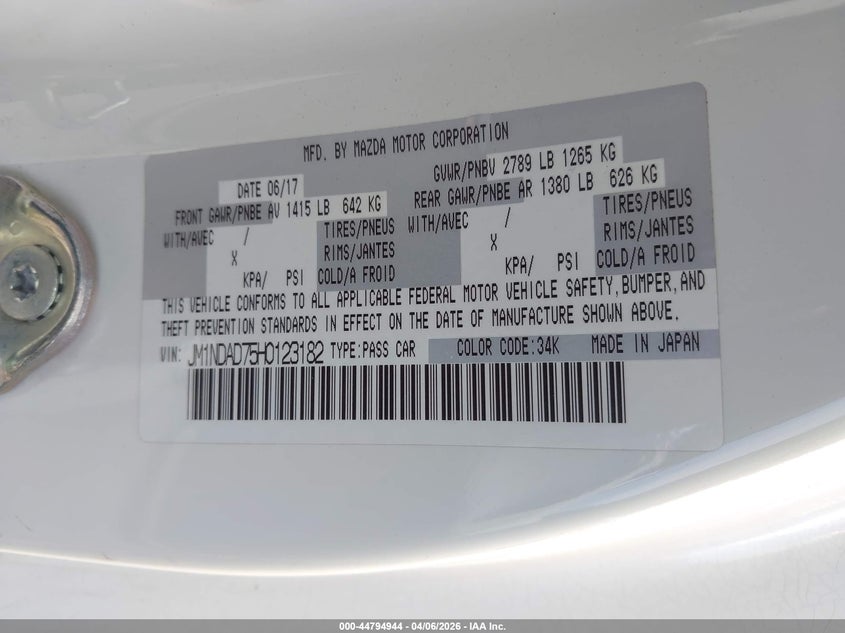 MFD. BY MAZDA MOTOR CORPORATION
DATE 06/17 GVWR/PNBV 2789 LB 1265 KG
FRONT GAWR/PNBE AV 1415 LB 642 KG REAR GAWR/PNBE AR 1380 LB 626 KG
WITH/AVEC / TIRES/PNEUS WITH/AVEC / TIRES/PNEUS
X RIMS/JANTES X RIMS/JANTES
KPA/ PSI COLD/A FROID KPA/ PSI COLD/A FROID
THIS VEHICLE CONFORMS TO ALL APPLICABLE FEDERAL MOTOR VEHICLE SAFETY, BUMPER, AND
THEFT PREVENTION STANDARDS IN EFFECT ON THE DATE OF MANUFACTURE SHOWN ABOVE.
VIN: JM1NDAD75H0123182 TYPE:PASS CAR COLOR CODE:34K MADE IN JAPAN
000-44794944 | 04/06/2026 - IAA Inc.